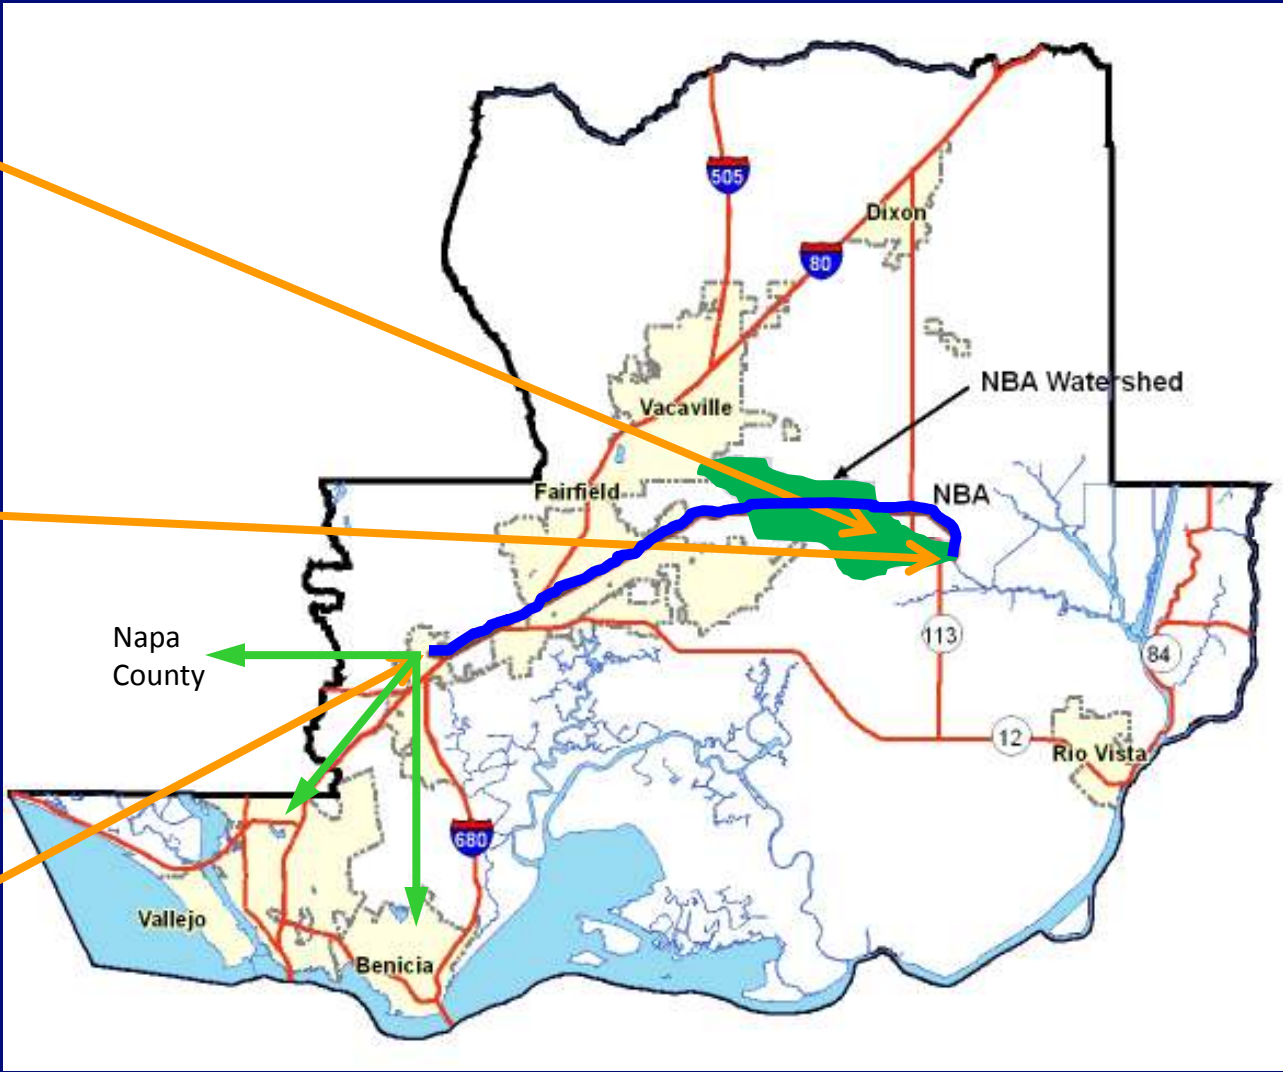 505
Dixon
80
NBA Watershed
Vacaville
Fairfield
NBA
Napa
County
113
84
12
Rio Vista
680
Vallejo
Benicia